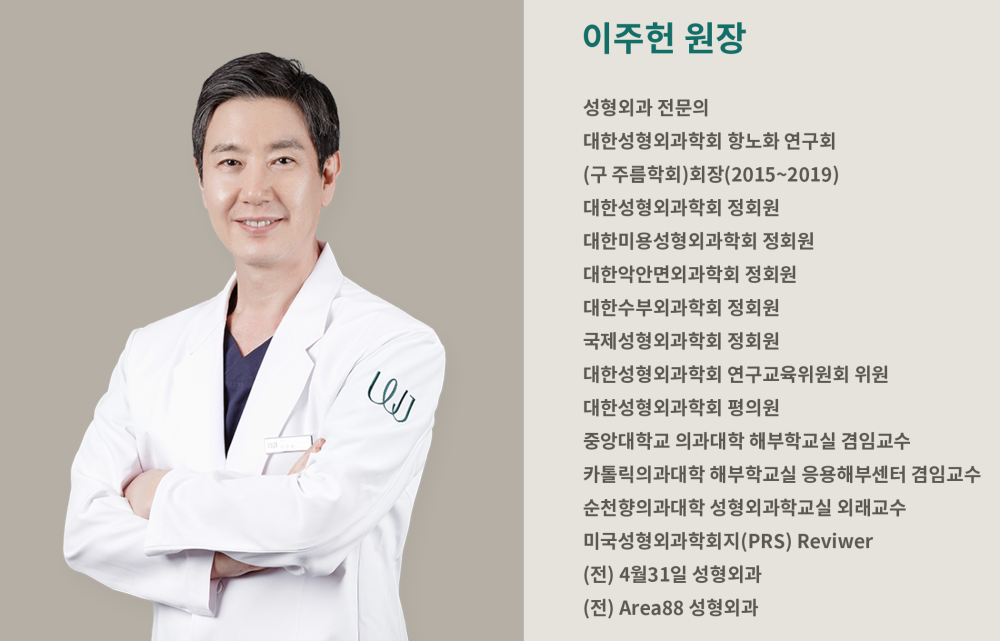 이주헌 원장
성형외과 전문의
대한성형외과학회 항노화 연구회
(구 주름학회)회장(2015~2019)
대한성형외과학회 정회원
대한미용성형외과학회 정회원
대한악안면외과학회 정회원
대한수부외과학회 정회원
국제성형외과학회 정회원
대한성형외과학회 연구교육위원회 위원
대한성형외과학회 평의원
중앙대학교 의과대학 해부학교실 겸임교수
카톨릭의과대학 해부학교실 응용해부센터 겸임교수
순천향의과대학 성형외과학교실 외래교수
미국성형외과학회지(PRS) Reviwer
(전) 4월31일 성형외과
(전) Area88 성형외과